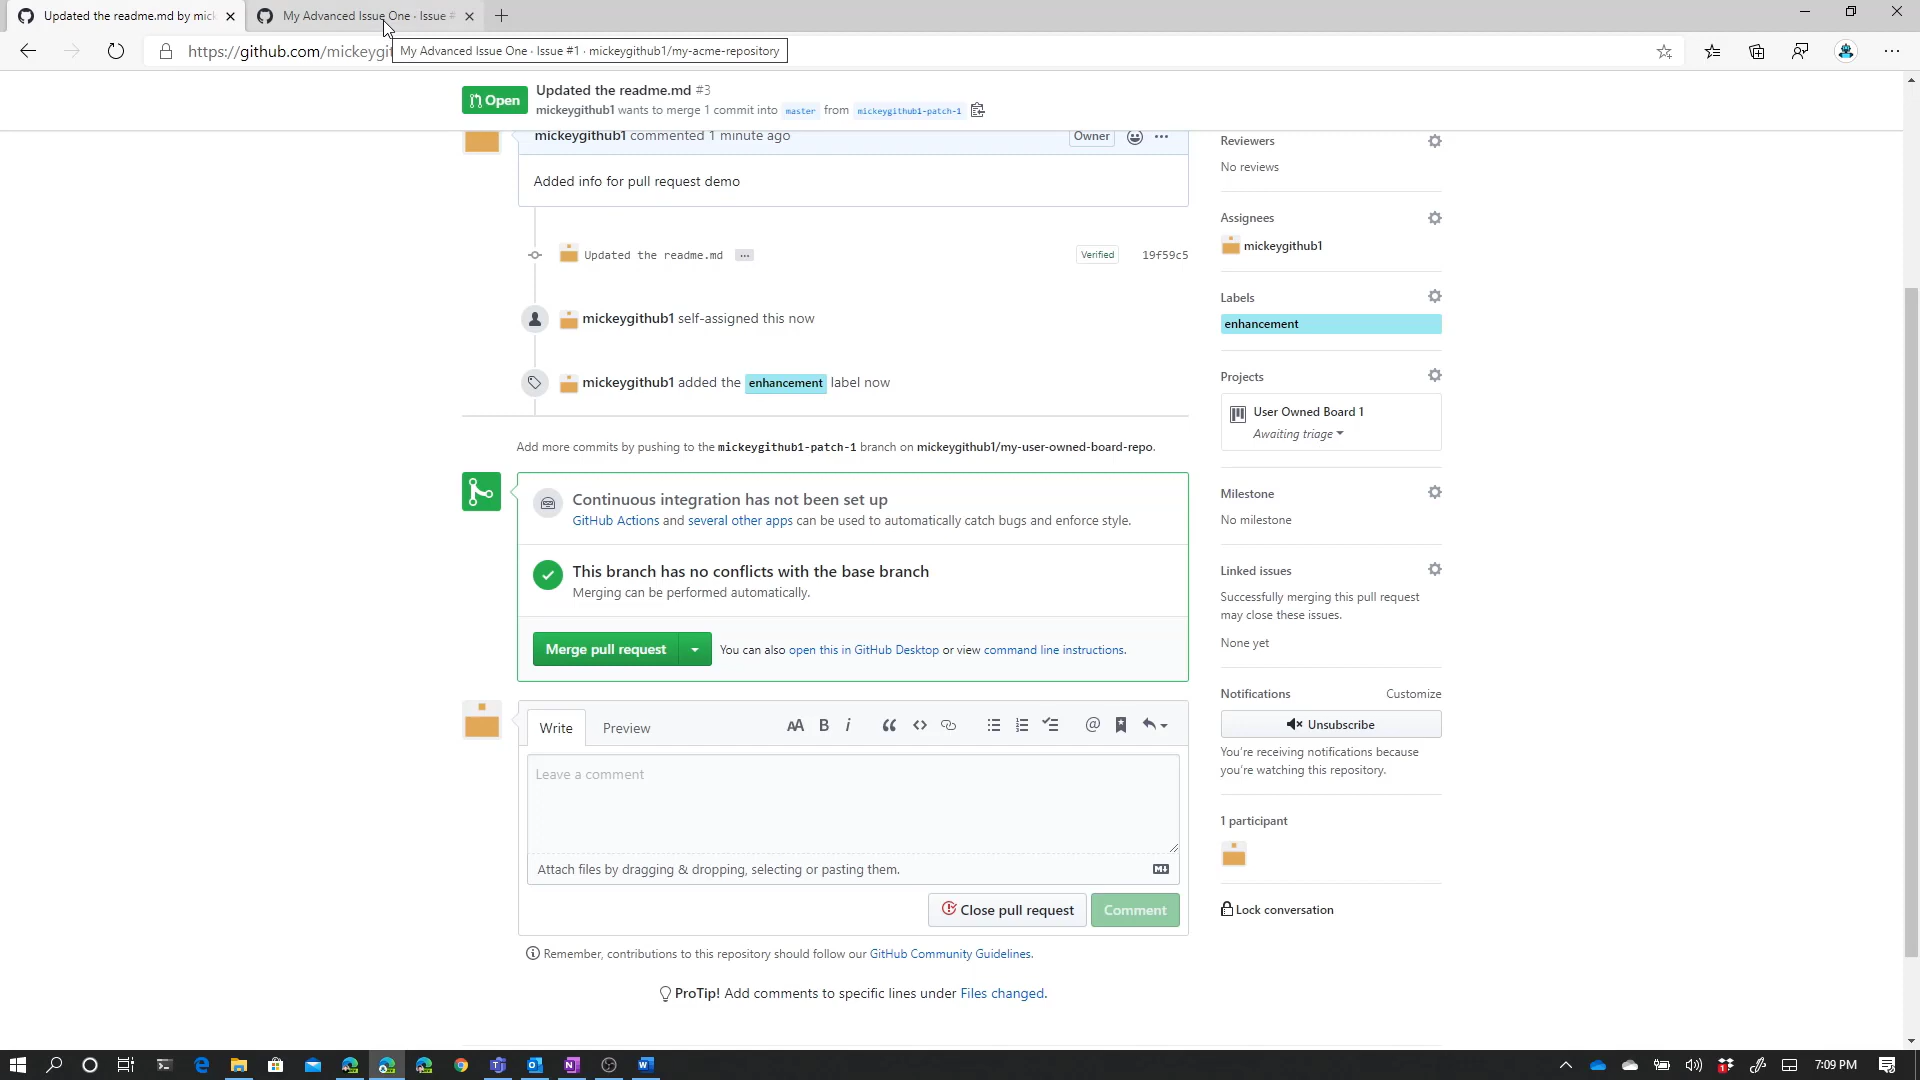 Updated the readme.md by mick
My Advanced Issue One · Issue #
https://github.com/mickeygit
My Advanced Issue One · Issue #1 · mickeygithub1/my-acme-repository
Open
Updated the readme.md #3
mickeygithub1 wants to merge 1 commit into master from mickeygithub1-patch-1
mickeygithub1 commented 1 minute ago
Owner
Added info for pull request demo
Updated the readme.md
Verified
19f59c5
mickeygithub1 self-assigned this now
mickeygithub1 added the enhancement label now
Add more commits by pushing to the mickeygithub1-patch-1 branch on mickeygithub1/my-user-owned-board-repo.
Continuous integration has not been set up
GitHub Actions and several other apps can be used to automatically catch bugs and enforce style.
This branch has no conflicts with the base branch
Merging can be performed automatically.
Merge pull request
You can also open this in GitHub Desktop or view command line instructions.
Write
Preview
AA B i
Leave a comment
Attach files by dragging & dropping, selecting or pasting them.
Close pull request
Comment
Remember, contributions to this repository should follow our GitHub Community Guidelines.
ProTip! Add comments to specific lines under Files changed.
Reviewers
No reviews
Assignees
mickeygithub1
Labels
enhancement
Projects
User Owned Board 1
Awaiting triage
Milestone
No milestone
Linked issues
Successfully merging this pull request
may close these issues.
None yet
Notifications
Customize
Unsubscribe
You're receiving notifications because
you're watching this repository.
1 participant
Lock conversation
7:09 PM